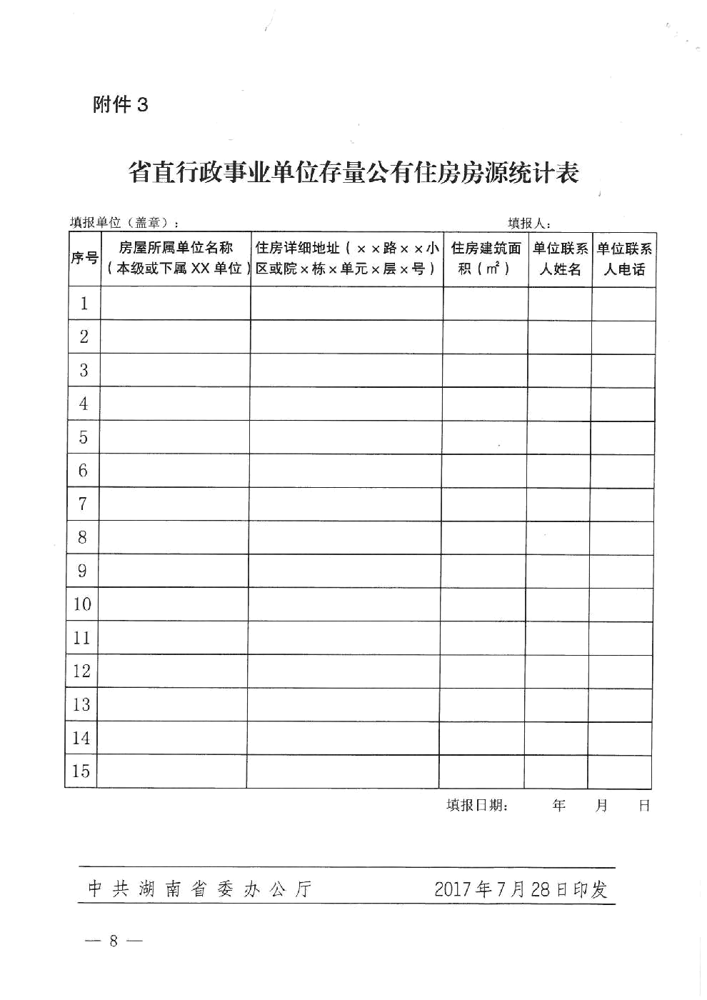 附件 3
省直行政事业单位存量公有住房房源统计表
填报单位（盖章）： 填报人：
序号 房屋所属单位名称（本级或下属 XX 单位） 住房详细地址（××路××小区或院×栋×单元×层×号） 住房建筑面积（㎡） 单位联系人姓名 单位联系人电话
1
2
3
4
5
6
7
8
9
10
11
12
13
14
15
填报日期： 年 月 日
中共湖南省委办公厅 2017年7月28日印发
— 8 —